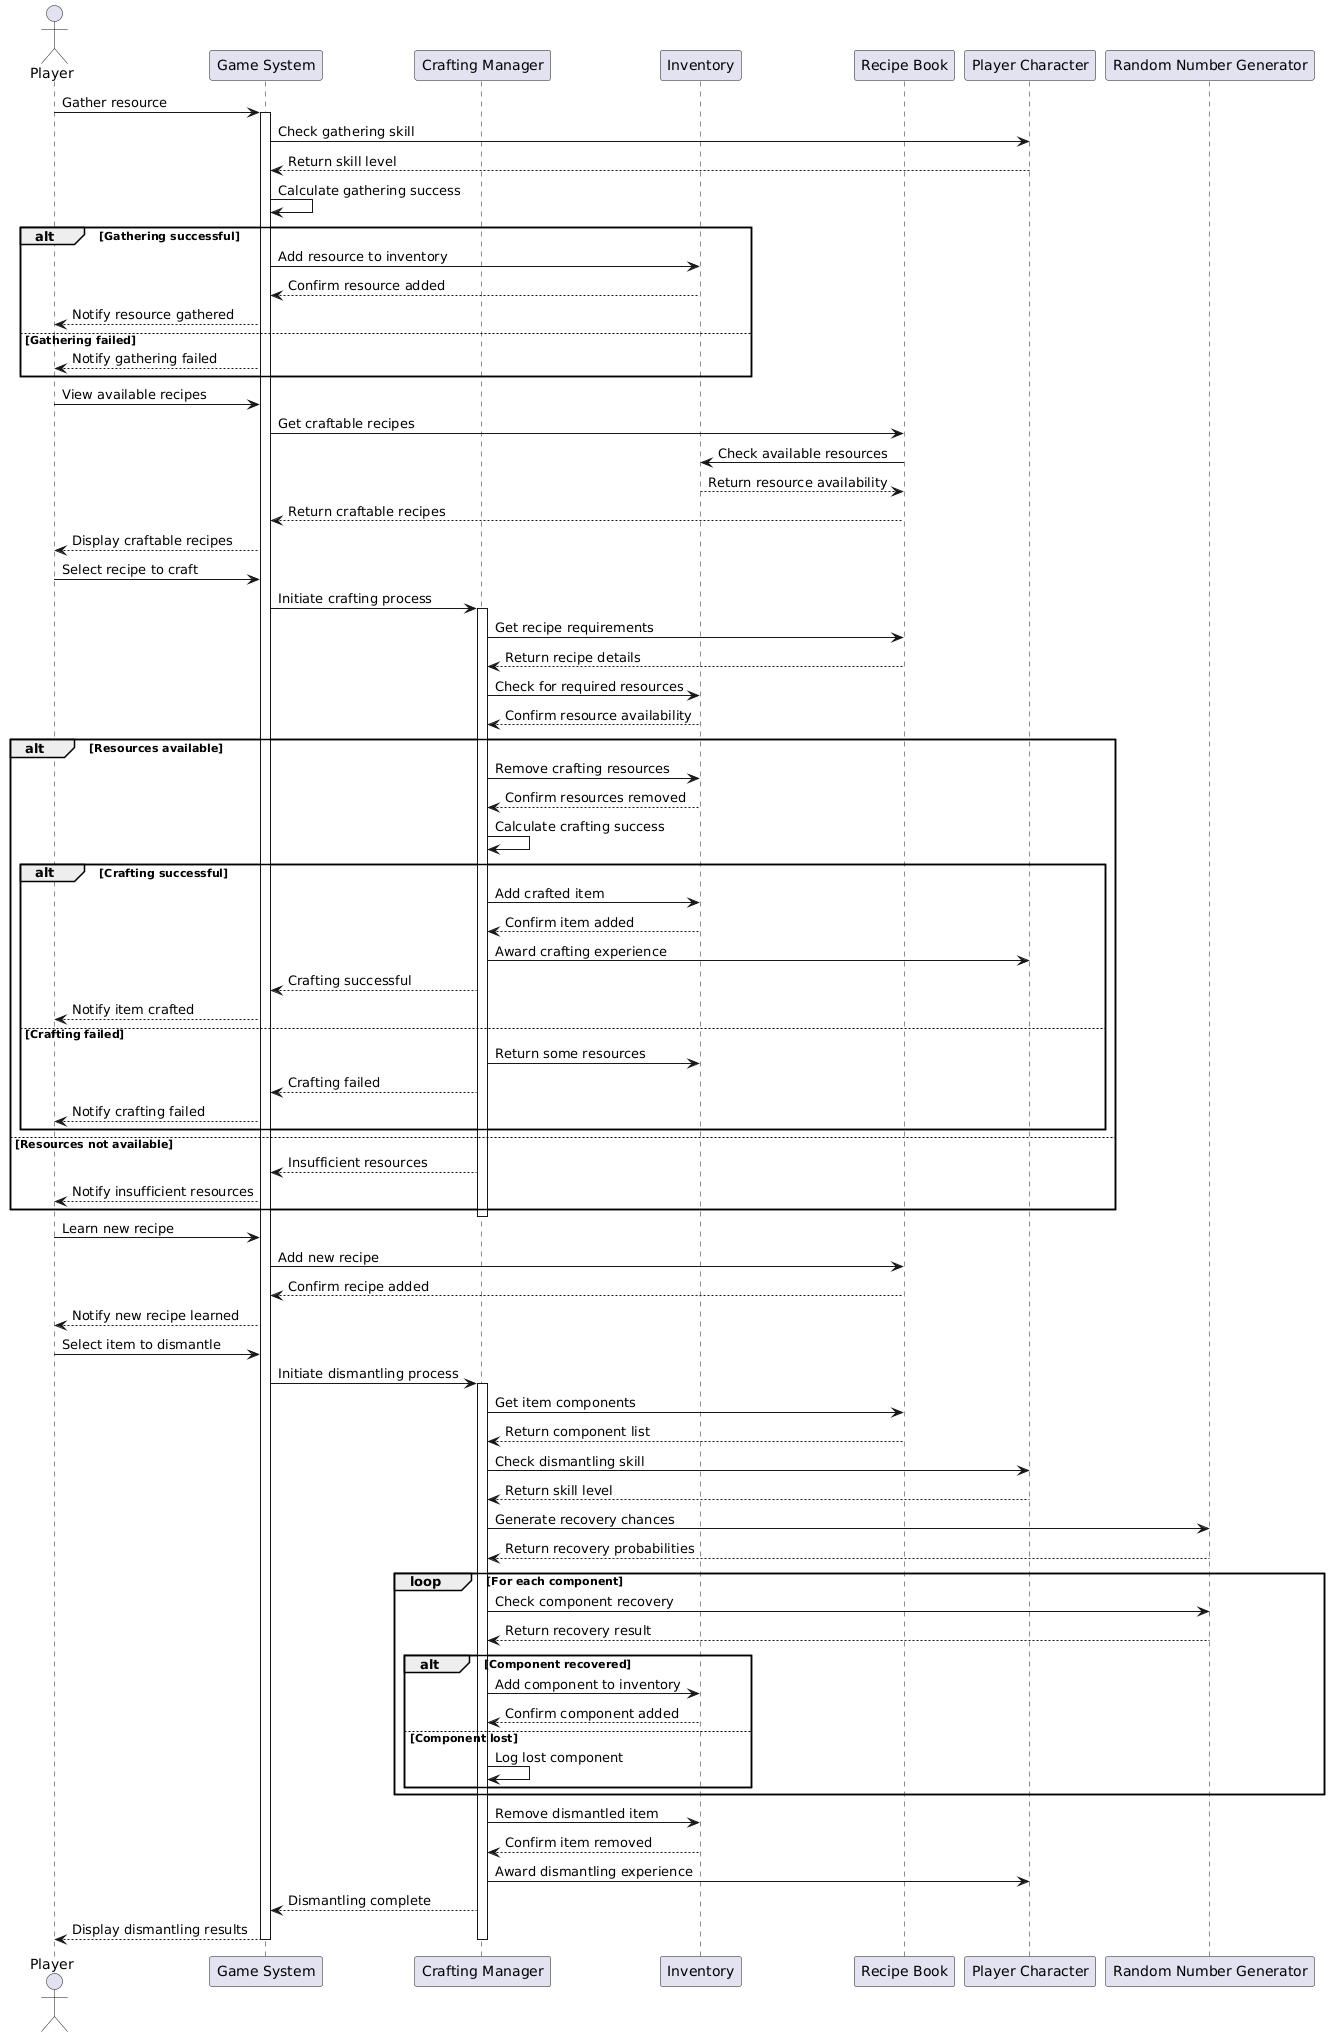 Player
Game System
Crafting Manager
Inventory
Recipe Book
Player Character
Random Number Generator
Gather resource
Check gathering skill
Return skill level
Calculate gathering success
alt [Gathering successful]
Add resource to inventory
Confirm resource added
Notify resource gathered
[Gathering failed]
Notify gathering failed
View available recipes
Get craftable recipes
Check available resources
Return resource availability
Return craftable recipes
Display craftable recipes
Select recipe to craft
Initiate crafting process
Get recipe requirements
Return recipe details
Check for required resources
Confirm resource availability
alt [Resources available]
Remove crafting resources
Confirm resources removed
Calculate crafting success
alt [Crafting successful]
Add crafted item
Confirm item added
Award crafting experience
Crafting successful
Notify item crafted
[Crafting failed]
Return some resources
Crafting failed
Notify crafting failed
[Resources not available]
Insufficient resources
Notify insufficient resources
Learn new recipe
Add new recipe
Confirm recipe added
Notify new recipe learned
Select item to dismantle
Initiate dismantling process
Get item components
Return component list
Check dismantling skill
Return skill level
Generate recovery chances
Return recovery probabilities
loop [For each component]
Check component recovery
Return recovery result
alt [Component recovered]
Add component to inventory
Confirm component added
[Component lost]
Log lost component
Remove dismantled item
Confirm item removed
Award dismantling experience
Dismantling complete
Display dismantling results
Player
Game System
Crafting Manager
Inventory
Recipe Book
Player Character
Random Number Generator